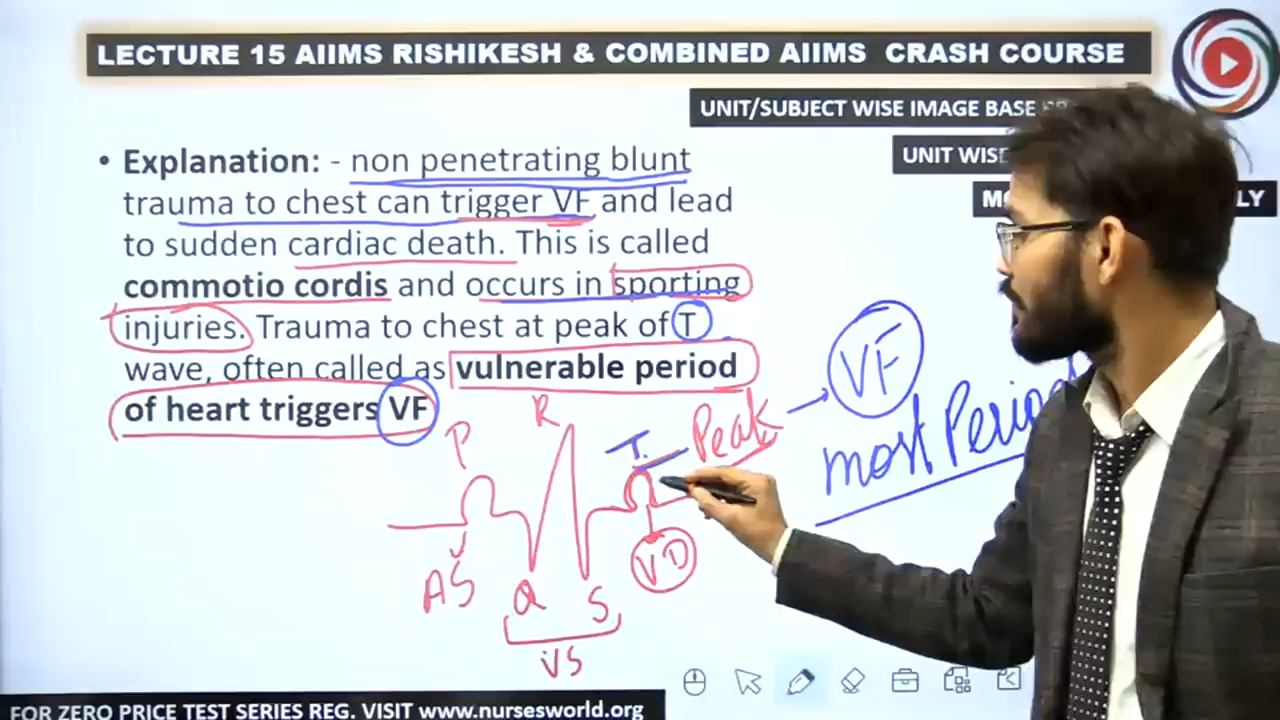 LECTURE 15 AIIMS RISHIKESH & COMBINED AIIMS CRASH COURSE
UNIT/SUBJECT WISE IMAGE BASE
UNIT WISE
LY
• Explanation: - non penetrating blunt
trauma to chest can trigger VF and lead
to sudden cardiac death. This is called
commotio cordis and occurs in sporting
injuries. Trauma to chest at peak of T
wave, often called as vulnerable period
of heart triggers VF
VF
most Period
P
R
T.
Peak
VD
AS
Q
S
VS
FOR ZERO PRICE TEST SERIES REG. VISIT www.nursesworld.org